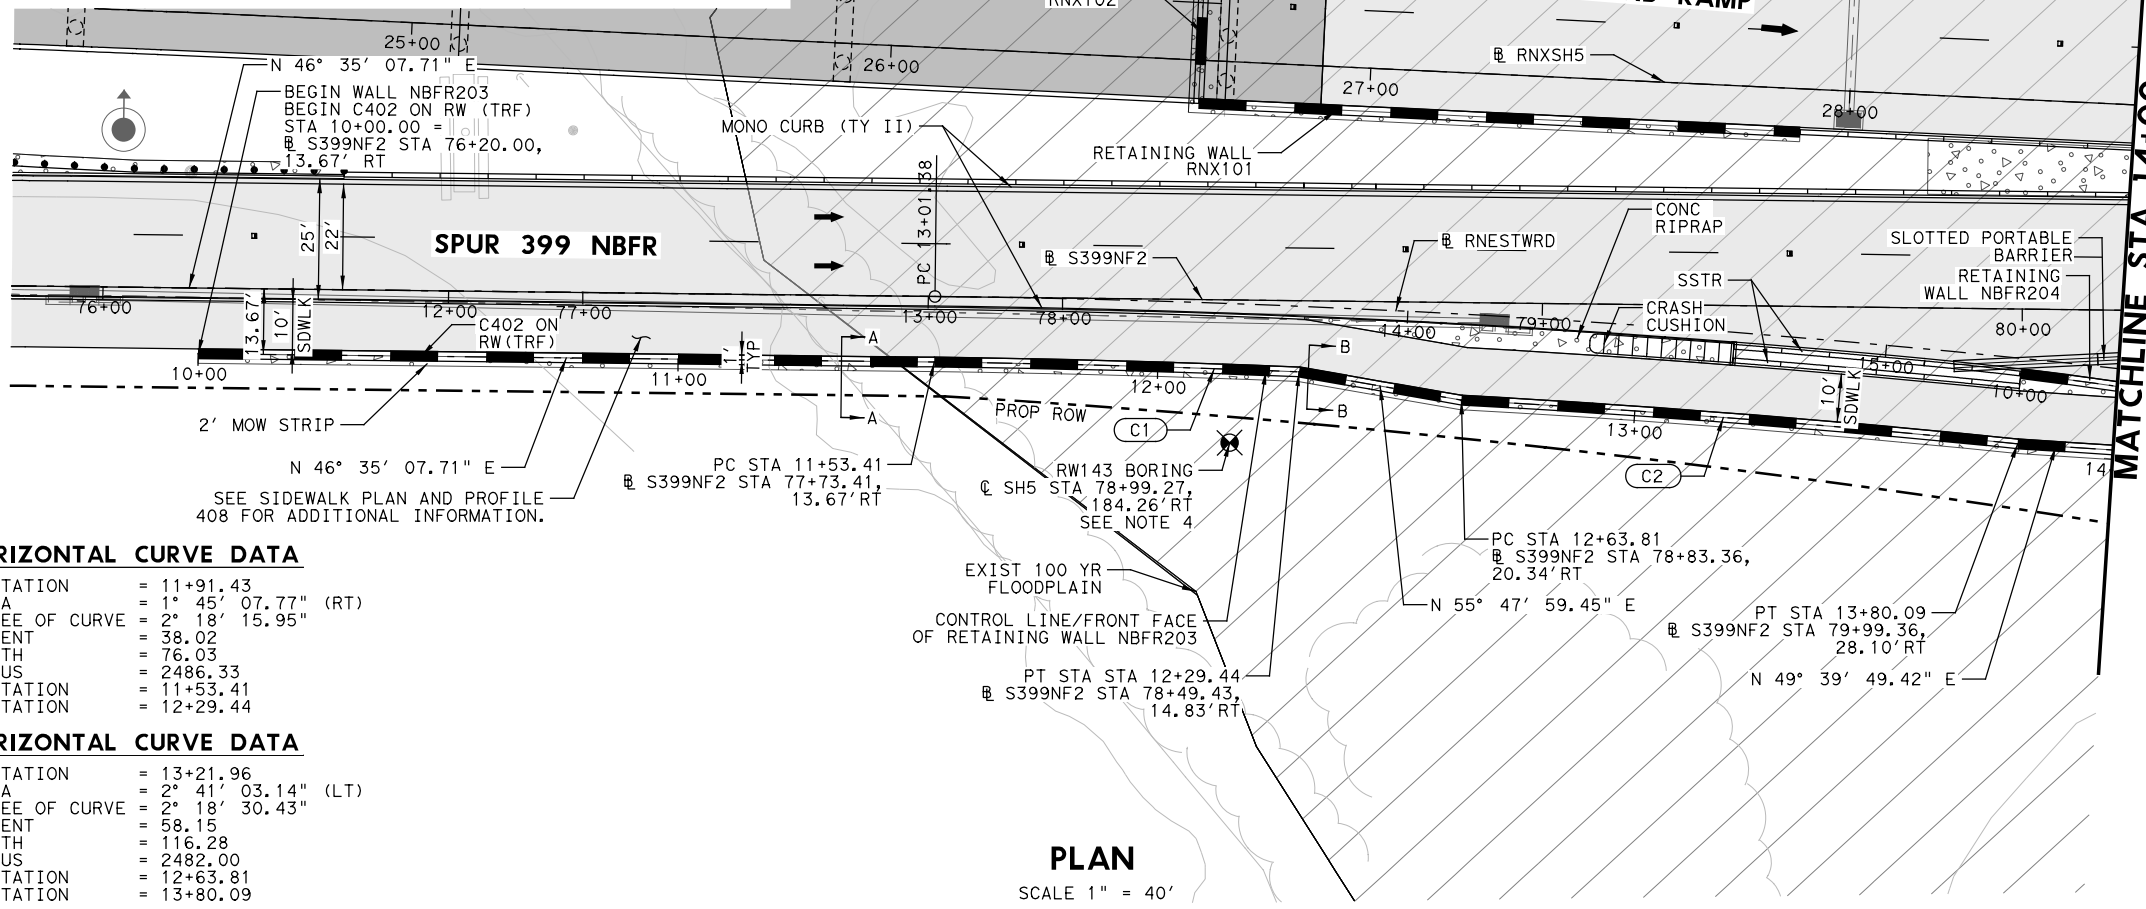 25+00
26+00
27+00
28+00
RAMP
℄ RNXSH5
N 46° 35' 07.71" E
BEGIN WALL NBFR203
BEGIN C402 ON RW (TRF)
STA 10+00.00 =
℄ S399NF2 STA 76+20.00,
13.67' RT
MONO CURB (TY II)
RETAINING WALL
RNX101
PC 13+01.38
25'
22'
SPUR 399 NBFR
℄ S399NF2
℄ RNESTWRD
CONC
RIPRAP
SLOTTED PORTABLE
BARRIER
RETAINING
WALL NBFR204
SSTR
CRASH
CUSHION
MATCHLINE STA 14+00
76+00
12+00
77+00
13+00
78+00
14+00
79+00
15+00
80+00
13.67'
10'
SDWLK
C402 ON
RW(TRF)
1'
TYP
A
A
B
B
10+00
11+00
12+00
13+00
10+00
14
10'
SDWLK
PROP ROW
C1
C2
2' MOW STRIP
N 46° 35' 07.71" E
SEE SIDEWALK PLAN AND PROFILE
408 FOR ADDITIONAL INFORMATION.
PC STA 11+53.41
℄ S399NF2 STA 77+73.41,
13.67'RT
RW143 BORING
℄ SH5 STA 78+99.27,
184.26'RT
SEE NOTE 4
EXIST 100 YR
FLOODPLAIN
CONTROL LINE/FRONT FACE
OF RETAINING WALL NBFR203
PT STA STA 12+29.44
℄ S399NF2 STA 78+49.43,
14.83'RT
PC STA 12+63.81
℄ S399NF2 STA 78+83.36,
20.34'RT
N 55° 47' 59.45" E
PT STA 13+80.09
℄ S399NF2 STA 79+99.36,
28.10'RT
N 49° 39' 49.42" E
RIZONTAL CURVE DATA
TATION = 11+91.43
A = 1° 45' 07.77" (RT)
EE OF CURVE = 2° 18' 15.95"
ENT = 38.02
TH = 76.03
US = 2486.33
TATION = 11+53.41
TATION = 12+29.44
RIZONTAL CURVE DATA
TATION = 13+21.96
A = 2° 41' 03.14" (LT)
EE OF CURVE = 2° 18' 30.43"
ENT = 58.15
TH = 116.28
US = 2482.00
TATION = 12+63.81
TATION = 13+80.09
PLAN
SCALE 1" = 40'